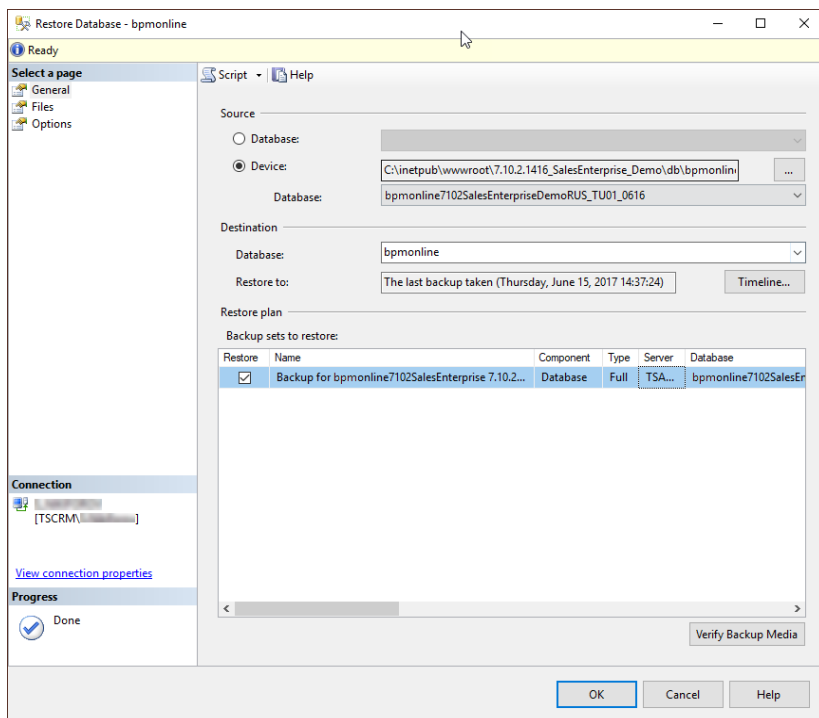 Restore Database - bpmonline
Ready
Select a page
General
Files
Options
Script
Help
Source
Database:
Device:
C:\inetpub\wwwroot\7.10.2.1416_SalesEnterprise_Demo\db\bpmonlin
...
Database:
bpmonline7102SalesEnterpriseDemoRUS_TU01_0616
Destination
Database:
bpmonline
Restore to:
The last backup taken (Thursday, June 15, 2017 14:37:24)
Timeline...
Restore plan
Backup sets to restore:
Restore Name Component Type Server Database
Backup for bpmonline7102SalesEnterprise 7.10.2... Database Full TSA... bpmonline7102SalesEr
Connection
[TSCRM\ ]
View connection properties
Progress
Done
Verify Backup Media
OK Cancel Help